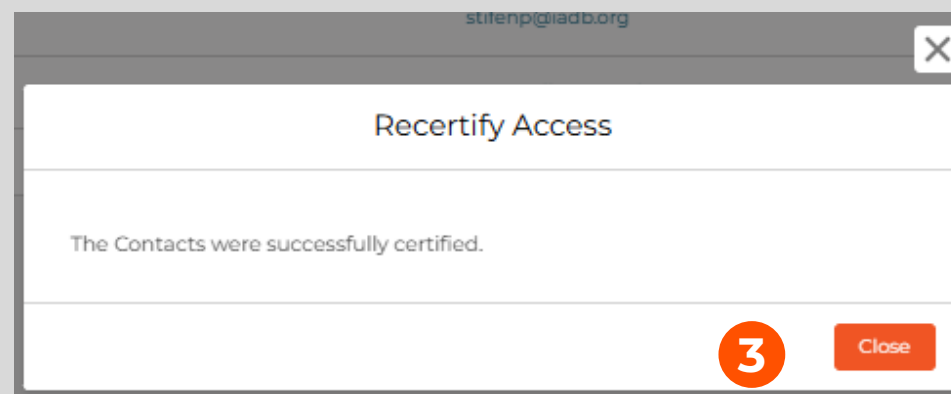 stifenp@iadb.org
Recertify Access
The Contacts were successfully certified.
3
Close